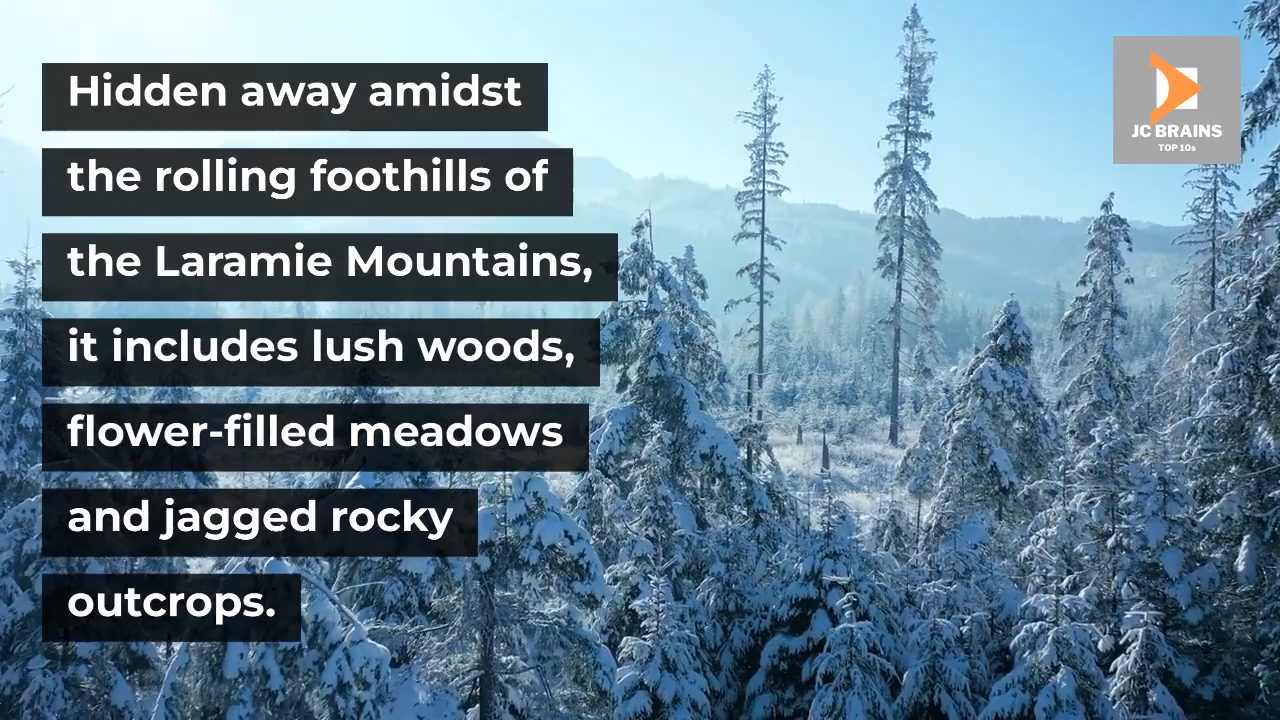 Hidden away amidst
the rolling foothills of
the Laramie Mountains,
it includes lush woods,
flower-filled meadows
and jagged rocky
outcrops.
JC BRAINS
TOP 10s